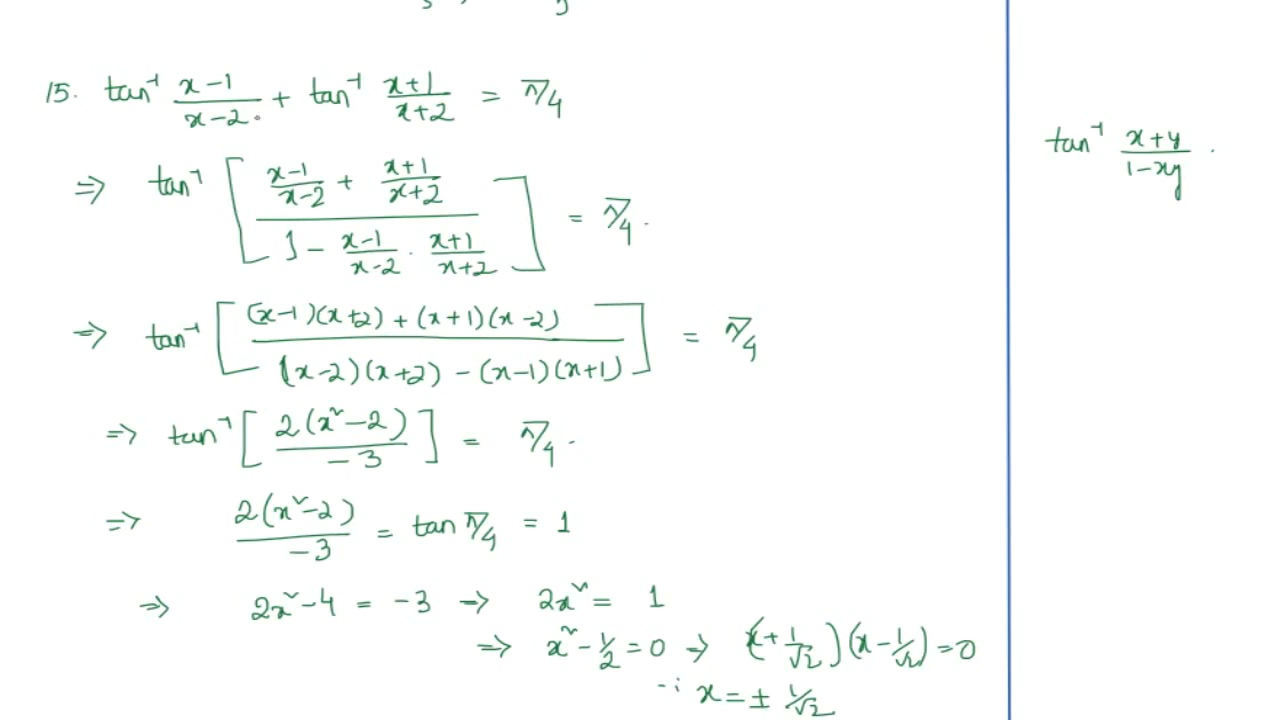 15. tan⁻¹ (x-1)/(x-2) + tan⁻¹ (x+1)/(x+2) = π/4
⇒ tan⁻¹ [ ((x-1)/(x-2) + (x+1)/(x+2)) / (1 - (x-1)/(x-2) · (x+1)/(x+2)) ] = π/4.
⇒ tan⁻¹ [ ((x-1)(x+2) + (x+1)(x-2)) / ((x-2)(x+2) - (x-1)(x+1)) ] = π/4
⇒ tan⁻¹ [ 2(x²-2) / -3 ] = π/4.
⇒ 2(x²-2) / -3 = tan π/4 = 1
⇒ 2x²-4 = -3 → 2x² = 1
⇒ x² - 1/2 = 0 → (x + 1/√2)(x - 1/√2) = 0
∴ x = ± 1/√2
tan⁻¹ (x+y)/(1-xy) .